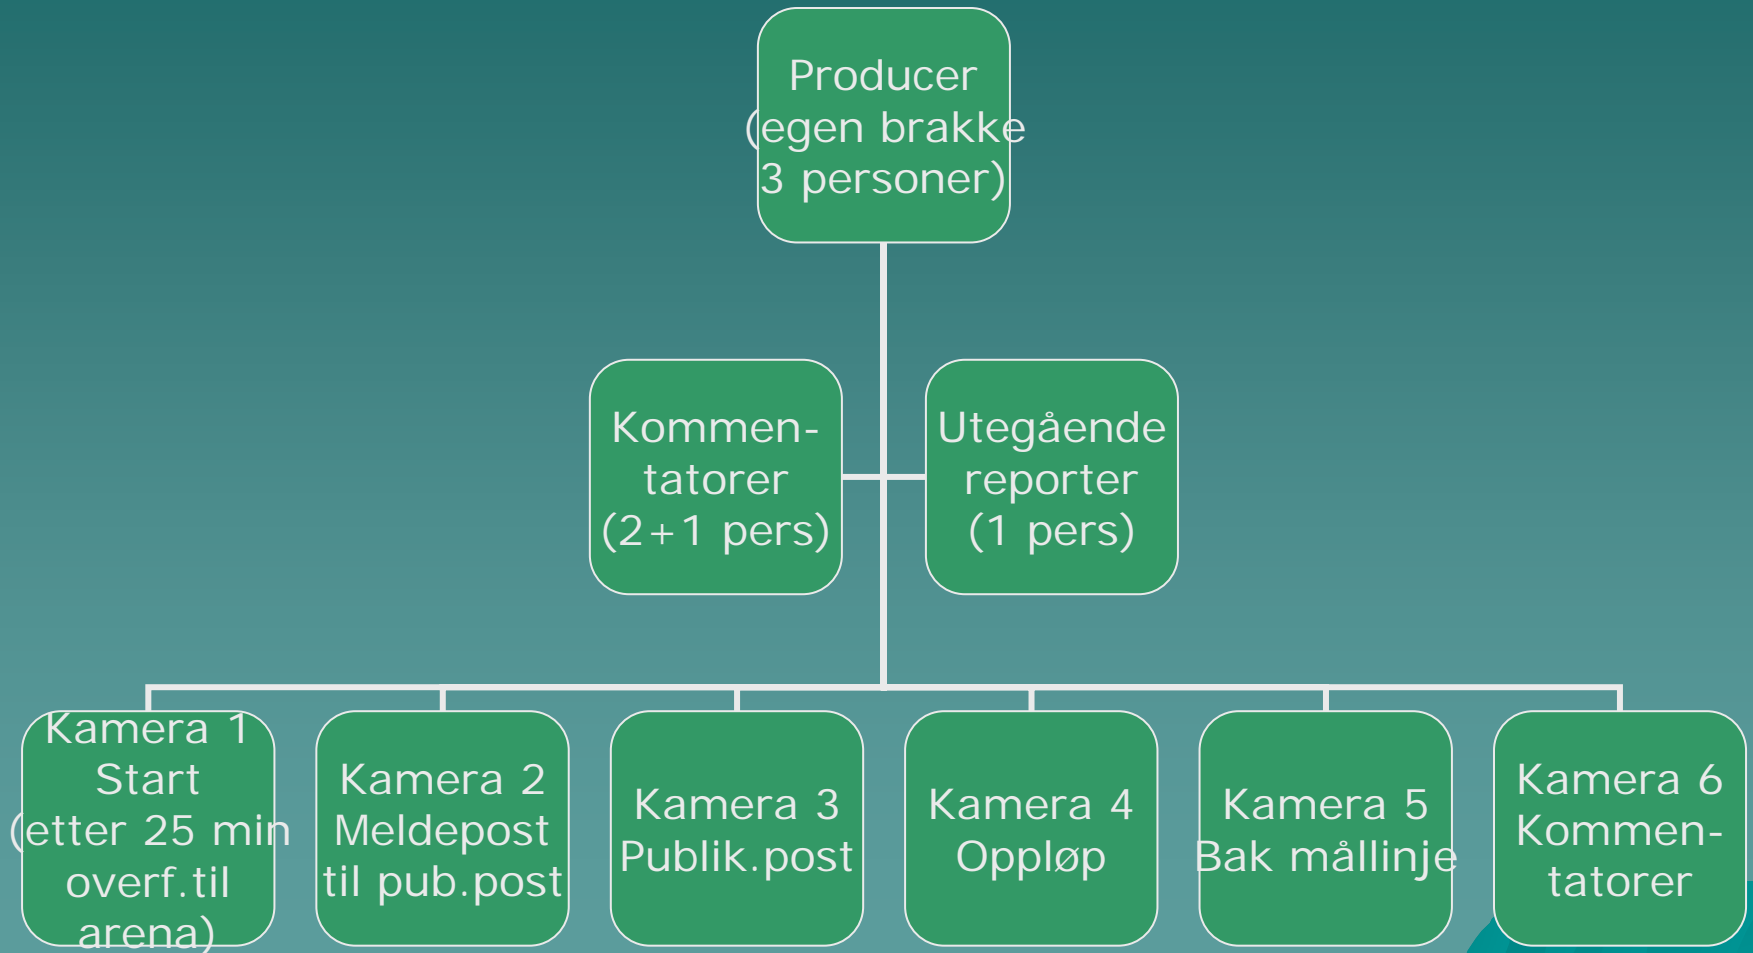 Producer
(egen brakke
3 personer)
Kommen-
tatorer
(2+1 pers)
Utegående
reporter
(1 pers)
Kamera 1
Start
(etter 25 min
overf.til
arena)
Kamera 2
Meldepost
til pub.post
Kamera 3
Publik.post
Kamera 4
Oppløp
Kamera 5
Bak mållinje
Kamera 6
Kommen-
tatorer